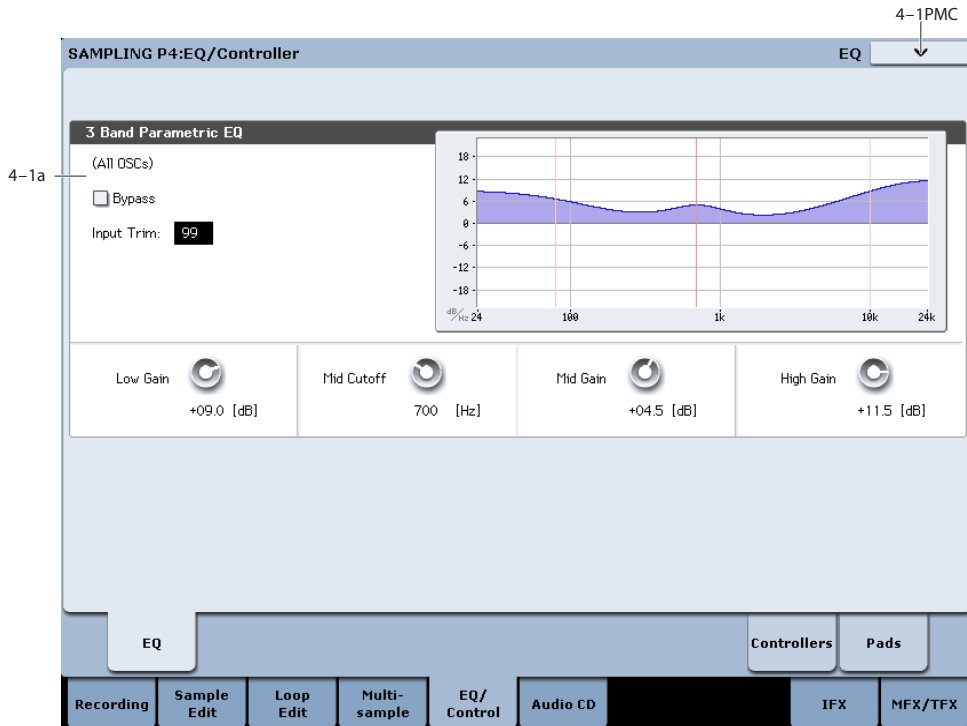 4–1PMC
SAMPLING P4:EQ/Controller EQ
3 Band Parametric EQ
4–1a
(All OSCs)
Bypass
Input Trim: 99
18
12
6
0
-6
-12
-18
dB/Hz 24 100 1k 10k 24k
Low Gain Mid Cutoff Mid Gain High Gain
+09.0 [dB] 700 [Hz] +04.5 [dB] +11.5 [dB]
EQ Controllers Pads
Recording Sample Edit Loop Edit Multi-sample EQ/Control Audio CD IFX MFX/TFX